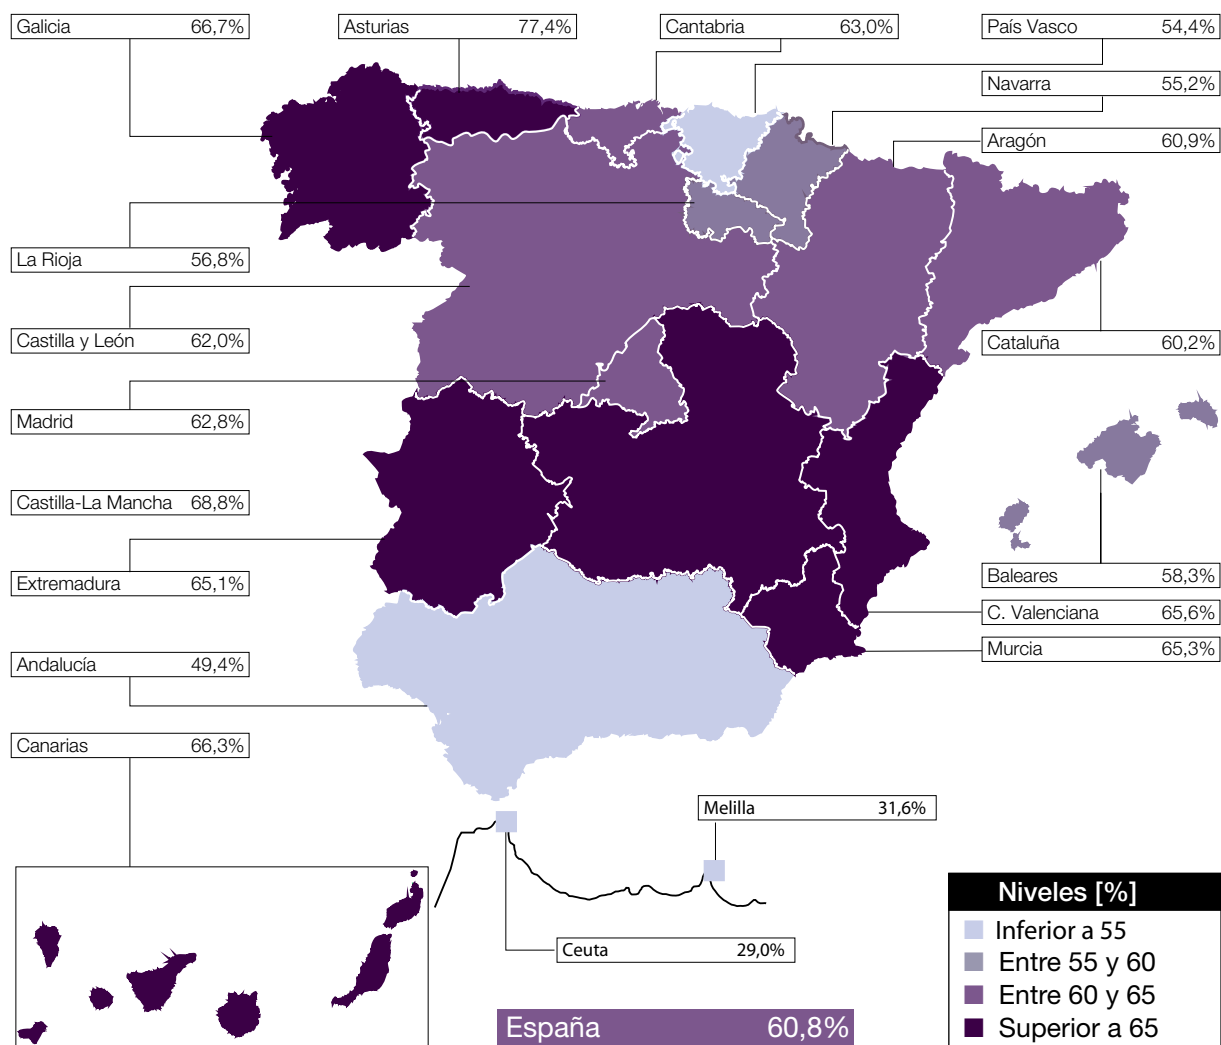 Galicia 66,7%
Asturias 77,4%
Cantabria 63,0%
País Vasco 54,4%
Navarra 55,2%
Aragón 60,9%
La Rioja 56,8%
Castilla y León 62,0%
Cataluña 60,2%
Madrid 62,8%
Castilla-La Mancha 68,8%
Extremadura 65,1%
Baleares 58,3%
C. Valenciana 65,6%
Murcia 65,3%
Andalucía 49,4%
Canarias 66,3%
Melilla 31,6%
Ceuta 29,0%
Niveles [%]
Inferior a 55
Entre 55 y 60
Entre 60 y 65
Superior a 65
España 60,8%